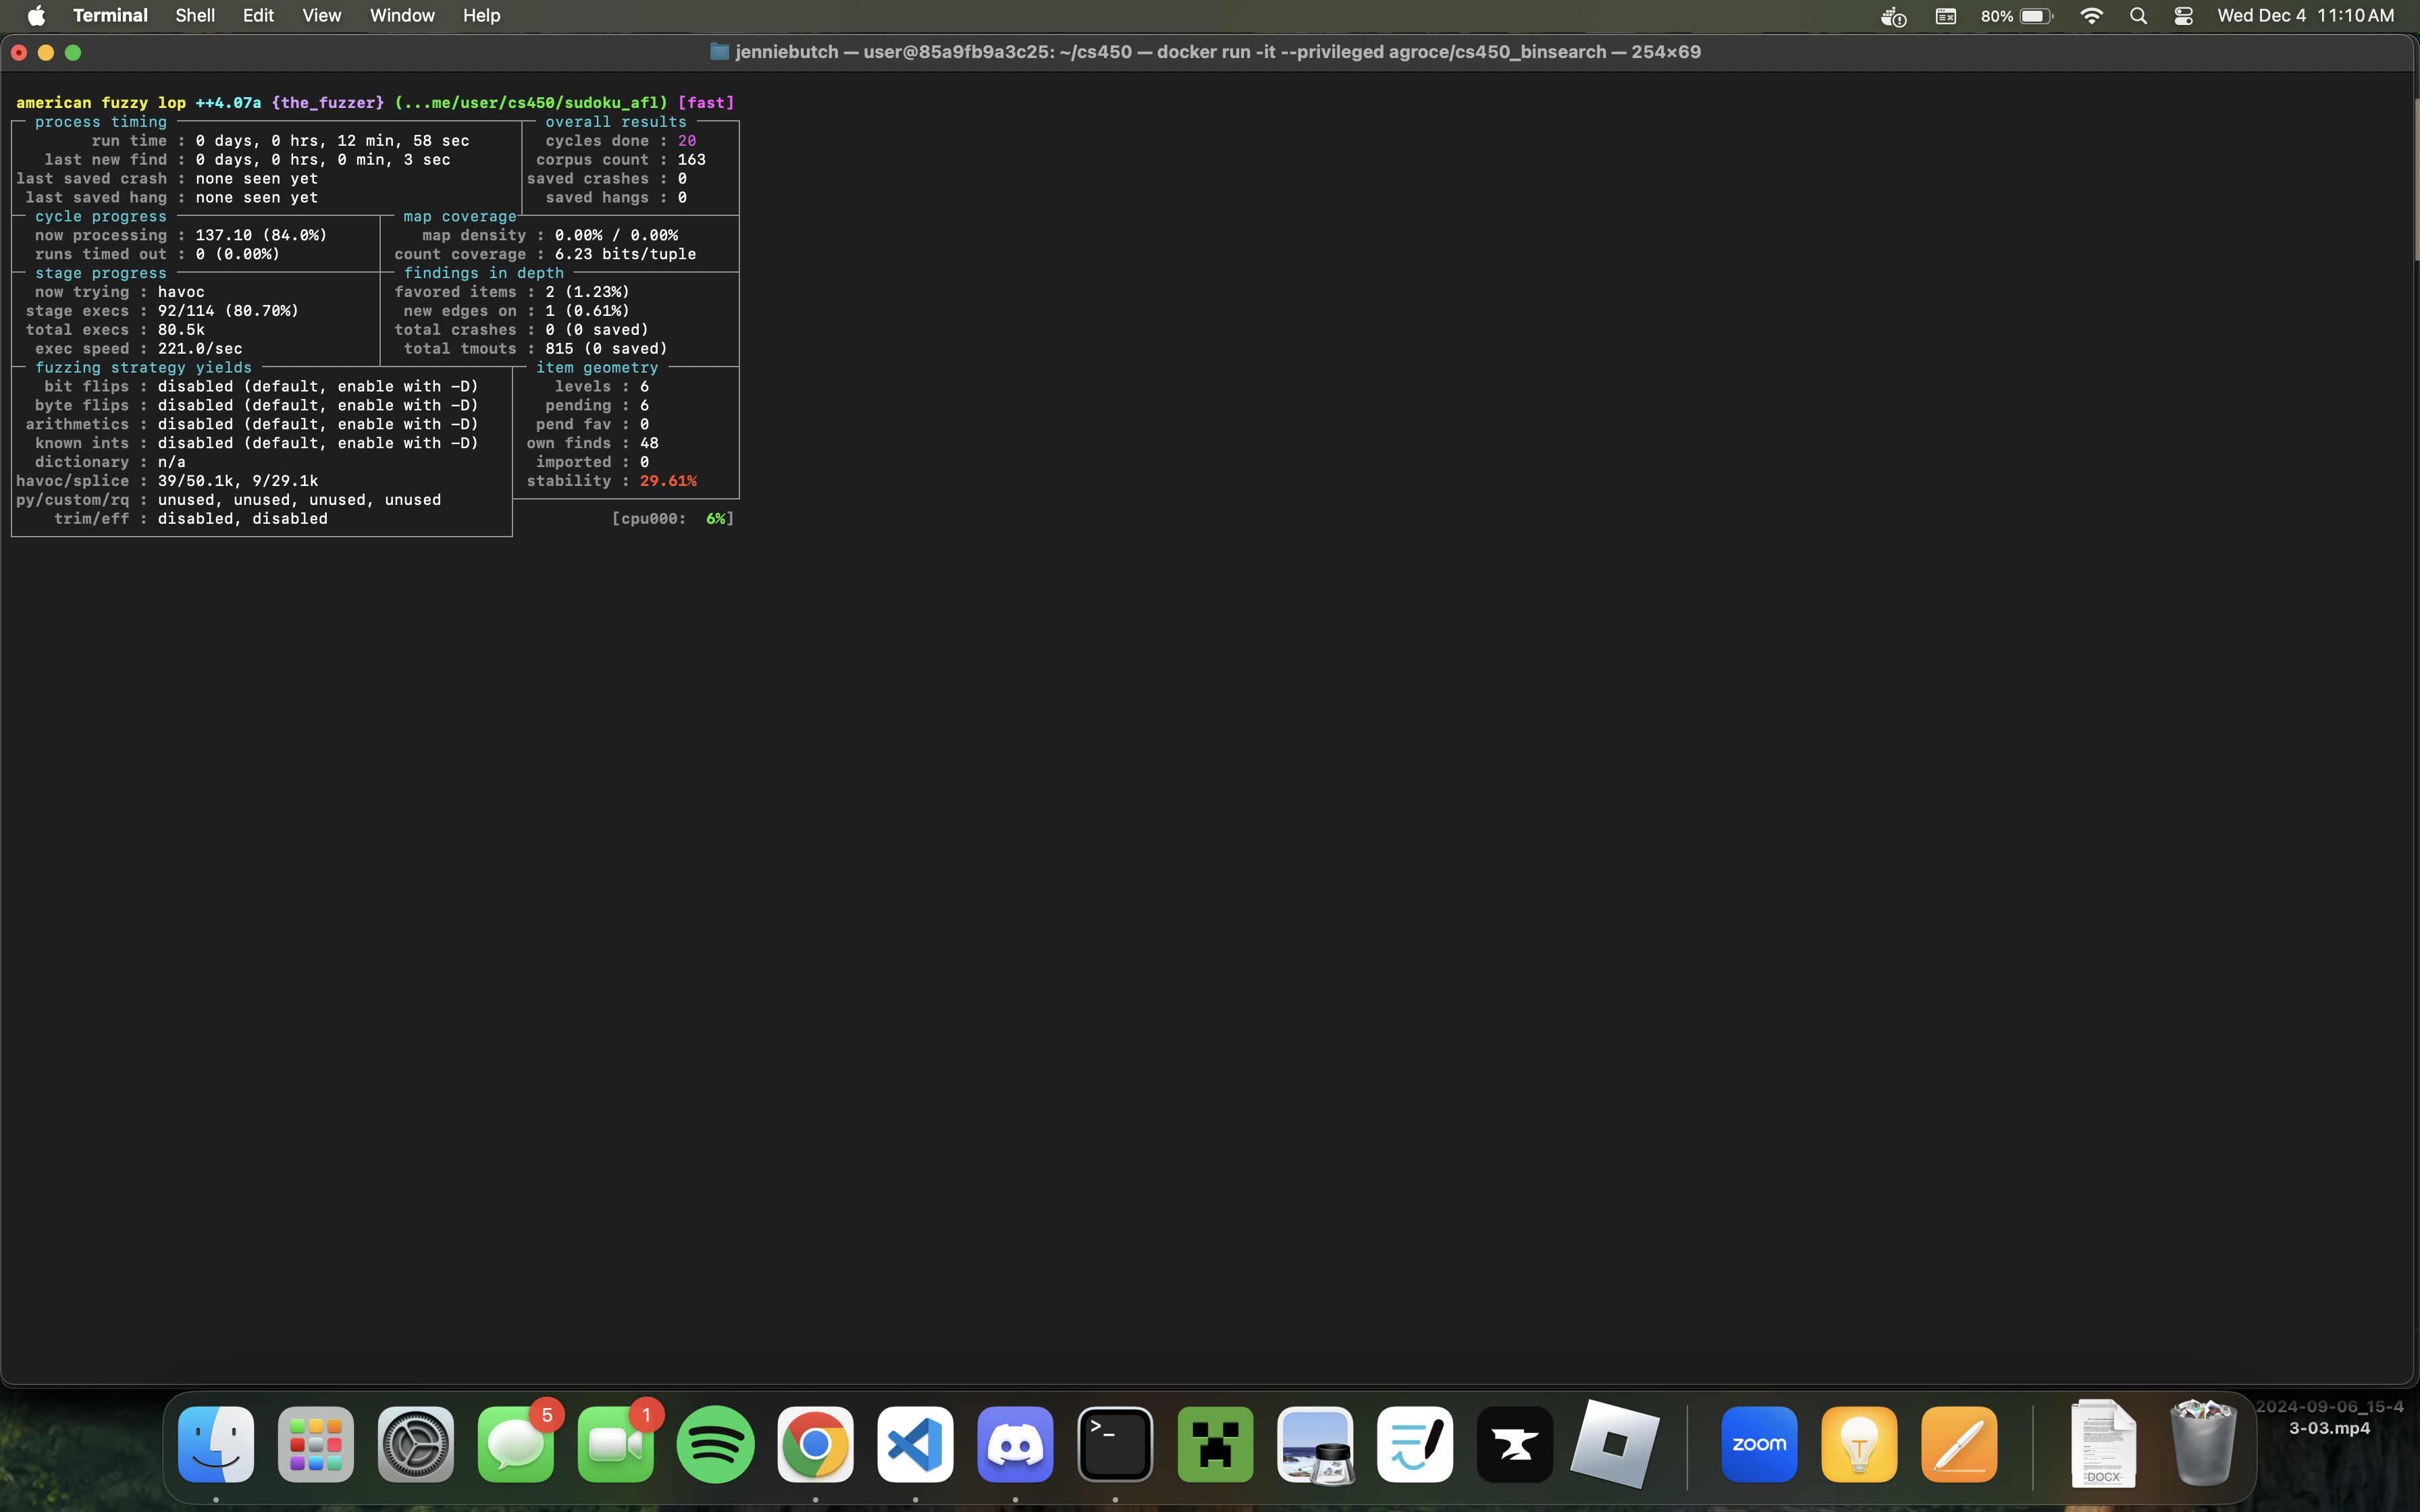 Terminal Shell Edit View Window Help 80% Wed Dec 4 11:10 AM
jenniebutch — user@85a9fb9a3c25: ~/cs450 — docker run -it --privileged agroce/cs450_binsearch — 254×69
american fuzzy lop ++4.07a {the_fuzzer} (...me/user/cs450/sudoku_afl) [fast]
process timing overall results
run time : 0 days, 0 hrs, 12 min, 58 sec cycles done : 20
last new find : 0 days, 0 hrs, 0 min, 3 sec corpus count : 163
last saved crash : none seen yet saved crashes : 0
last saved hang : none seen yet saved hangs : 0
cycle progress map coverage
now processing : 137.10 (84.0%) map density : 0.00% / 0.00%
runs timed out : 0 (0.00%) count coverage : 6.23 bits/tuple
stage progress findings in depth
now trying : havoc favored items : 2 (1.23%)
stage execs : 92/114 (80.70%) new edges on : 1 (0.61%)
total execs : 80.5k total crashes : 0 (0 saved)
exec speed : 221.0/sec total tmouts : 815 (0 saved)
fuzzing strategy yields item geometry
bit flips : disabled (default, enable with -D) levels : 6
byte flips : disabled (default, enable with -D) pending : 6
arithmetics : disabled (default, enable with -D) pend fav : 0
known ints : disabled (default, enable with -D) own finds : 48
dictionary : n/a imported : 0
havoc/splice : 39/50.1k, 9/29.1k stability : 29.61%
py/custom/rq : unused, unused, unused, unused
trim/eff : disabled, disabled [cpu000: 6%]
5 1
2024-09-06_15-4
3-03.mp4
>_
zoom
DOCX